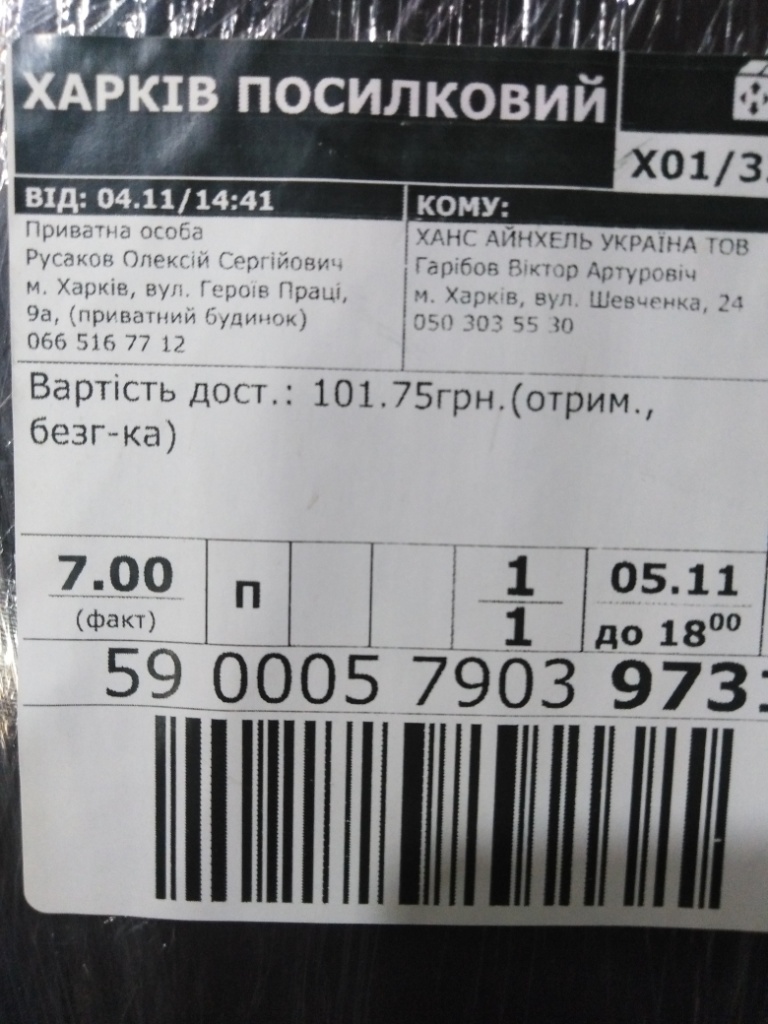 ХАРКІВ ПОСИЛКОВИЙ
X01/3
ВІД: 04.11/14:41
Приватна особа
Русаков Олексій Сергійович
м. Харків, вул. Героїв Праці,
9а, (приватний будинок)
066 516 77 12
КОМУ:
ХАНС АЙНХЕЛЬ УКРАЇНА ТОВ
Гарібов Віктор Артуровіч
м. Харків, вул. Шевченка, 24
050 303 55 30
Вартість дост.: 101.75грн.(отрим.,
безг-ка)
7.00
(факт)
п
1
1
05.11
до 18⁰⁰
59 0005 7903 973